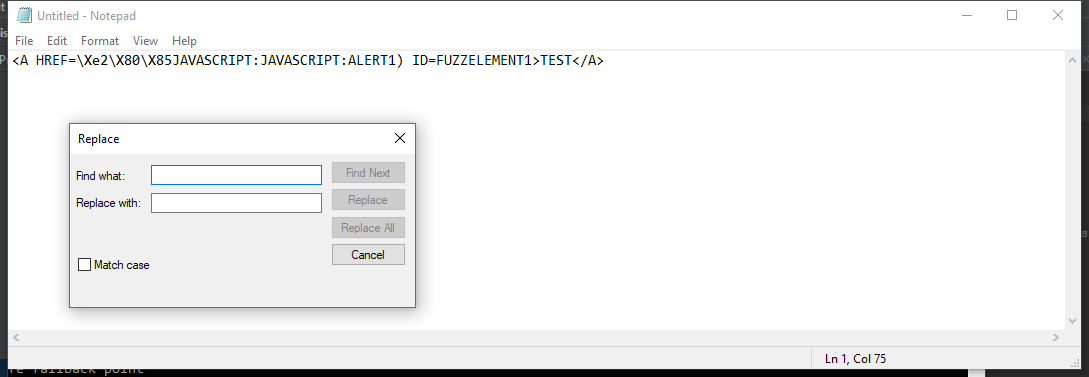 Untitled - Notepad
File Edit Format View Help
<A HREF=\Xe2\X80\X85JAVASCRIPT:JAVASCRIPT:ALERT1) ID=FUZZELEMENT1>TEST</A>
Replace
Find what:
Find Next
Replace with:
Replace
Replace All
Cancel
Match case
Ln 1, Col 75
re fallback point